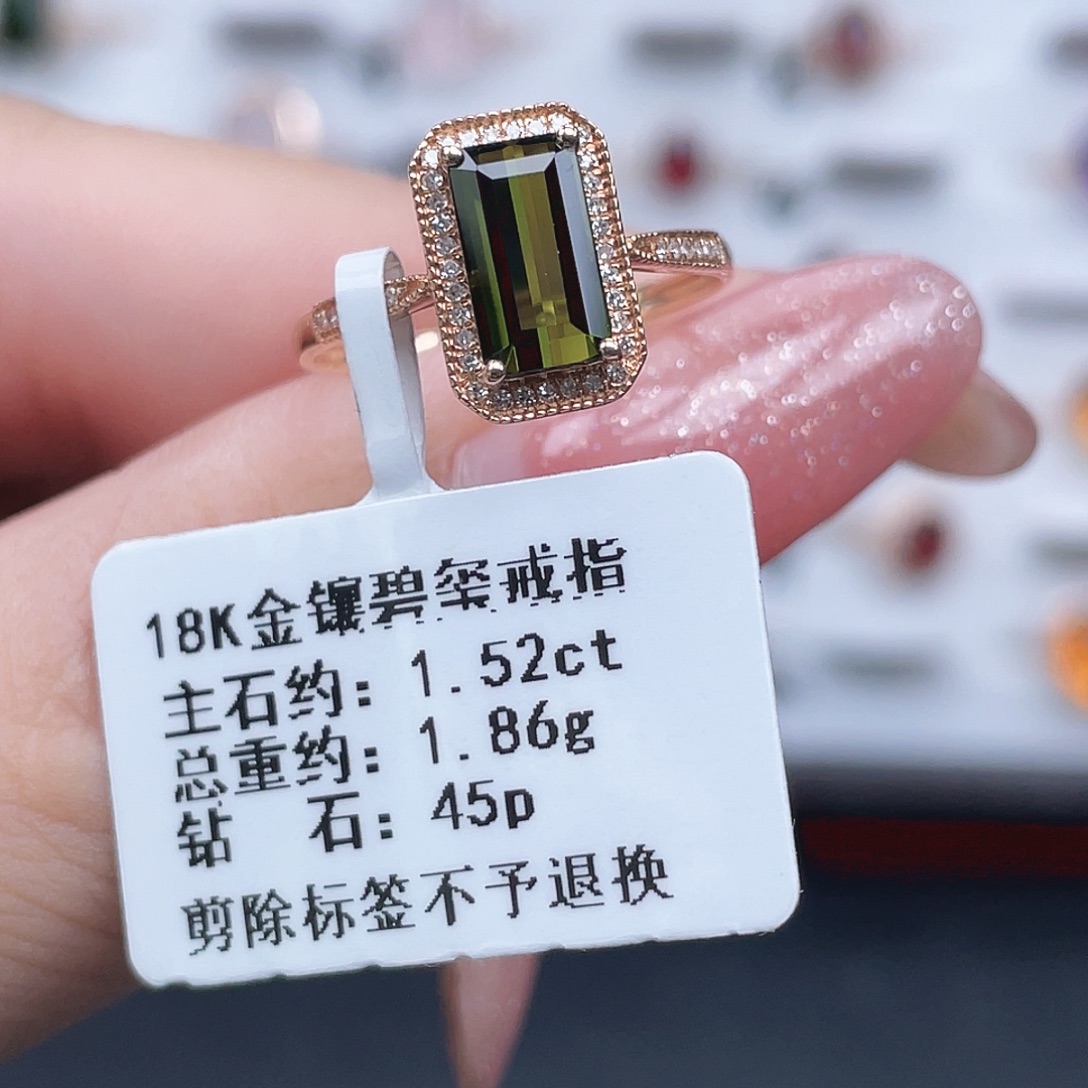 18K金镶碧玺戒指
主石约：1.52ct
总重约：1.86g
钻 石：45p
剪除标签不予退换